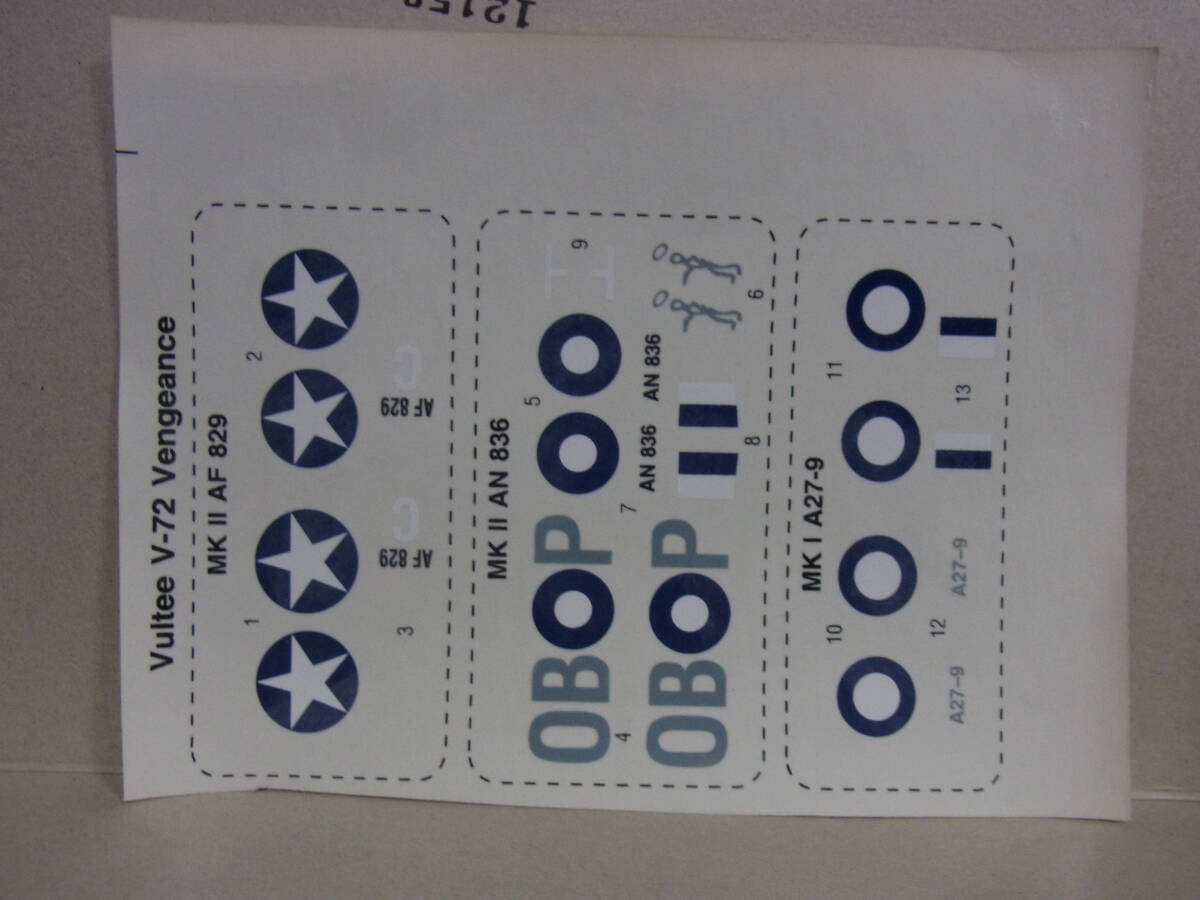 Vultee V-72 Vengeance
MK II AF 829
1
2
3
AF 829
C
AF 829
C
MK II AN 836
4
OB P
OB P
5
7
AN 836
AN 836
8
6
9
MK I A27-9
10
11
12
A27-9
A27-9
13